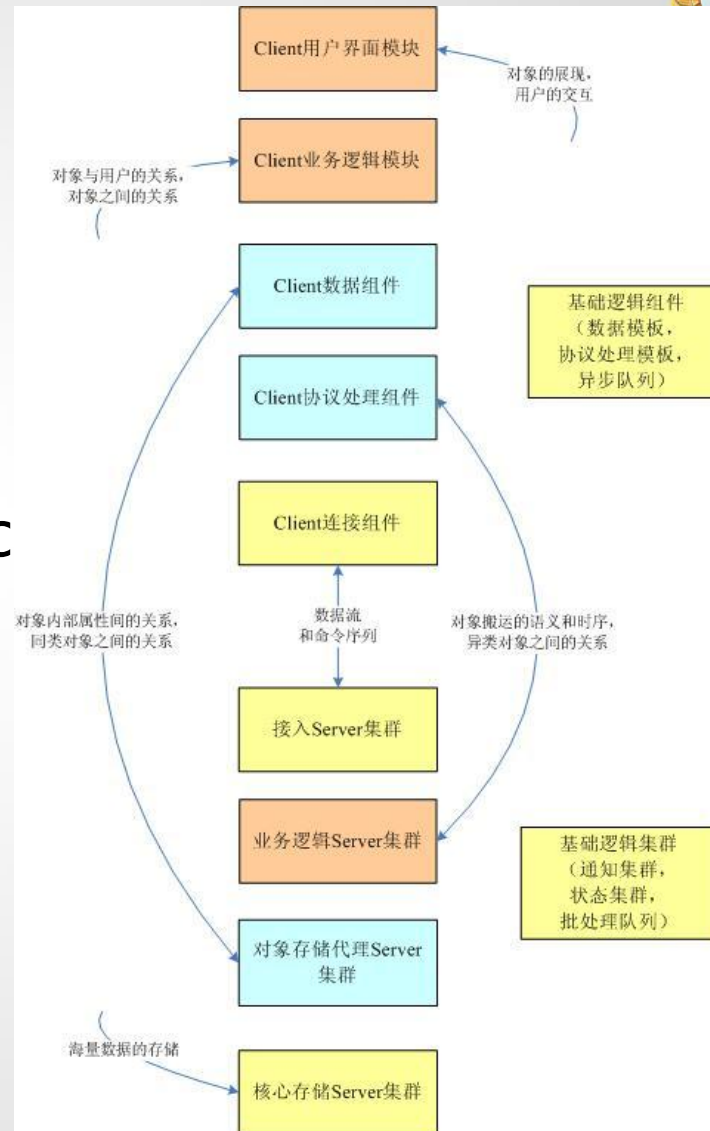 Client用户界面模块
对象的展现，
用户的交互
Client业务逻辑模块
对象与用户的关系，
对象之间的关系
Client数据组件
基础逻辑组件
（数据模板，
协议处理模板，
异步队列）
Client协议处理组件
C
Client连接组件
对象内部属性间的关系，
同类对象之间的关系
数据流
和命令序列
对象搬运的语义和时序，
异类对象之间的关系
接入Server集群
业务逻辑Server集群
基础逻辑集群
（通知集群，
状态集群，
批处理队列）
对象存储代理Server
集群
海量数据的存储
核心存储Server集群